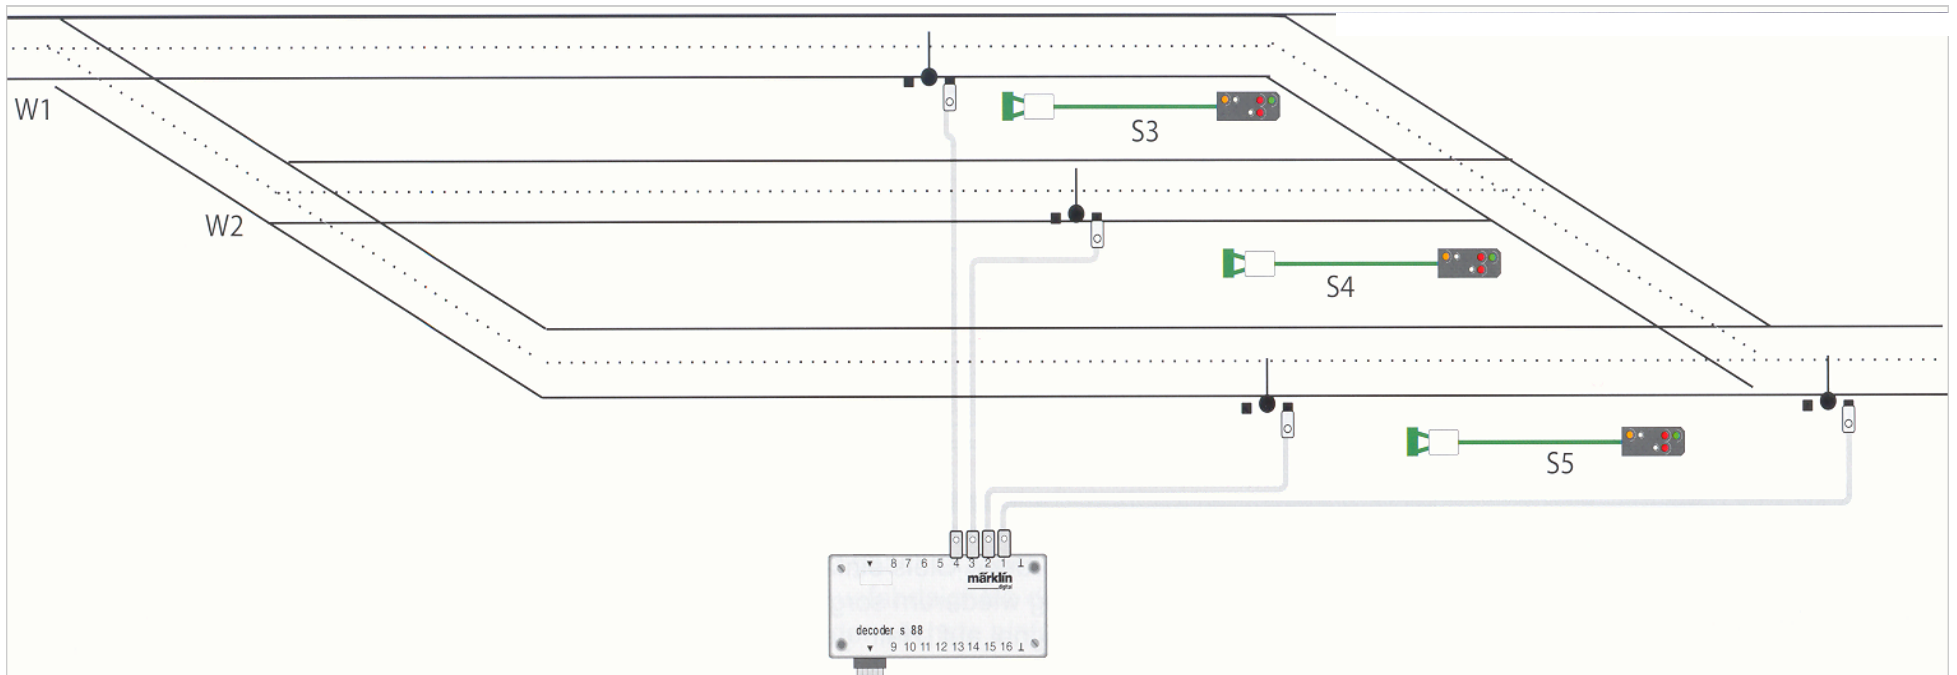 W1
S3
W2
S4
S5
8 7 6 5 4 3 2 1 ⊥
märklin
digital
decoder s 88
9 10 11 12 13 14 15 16 ⊥